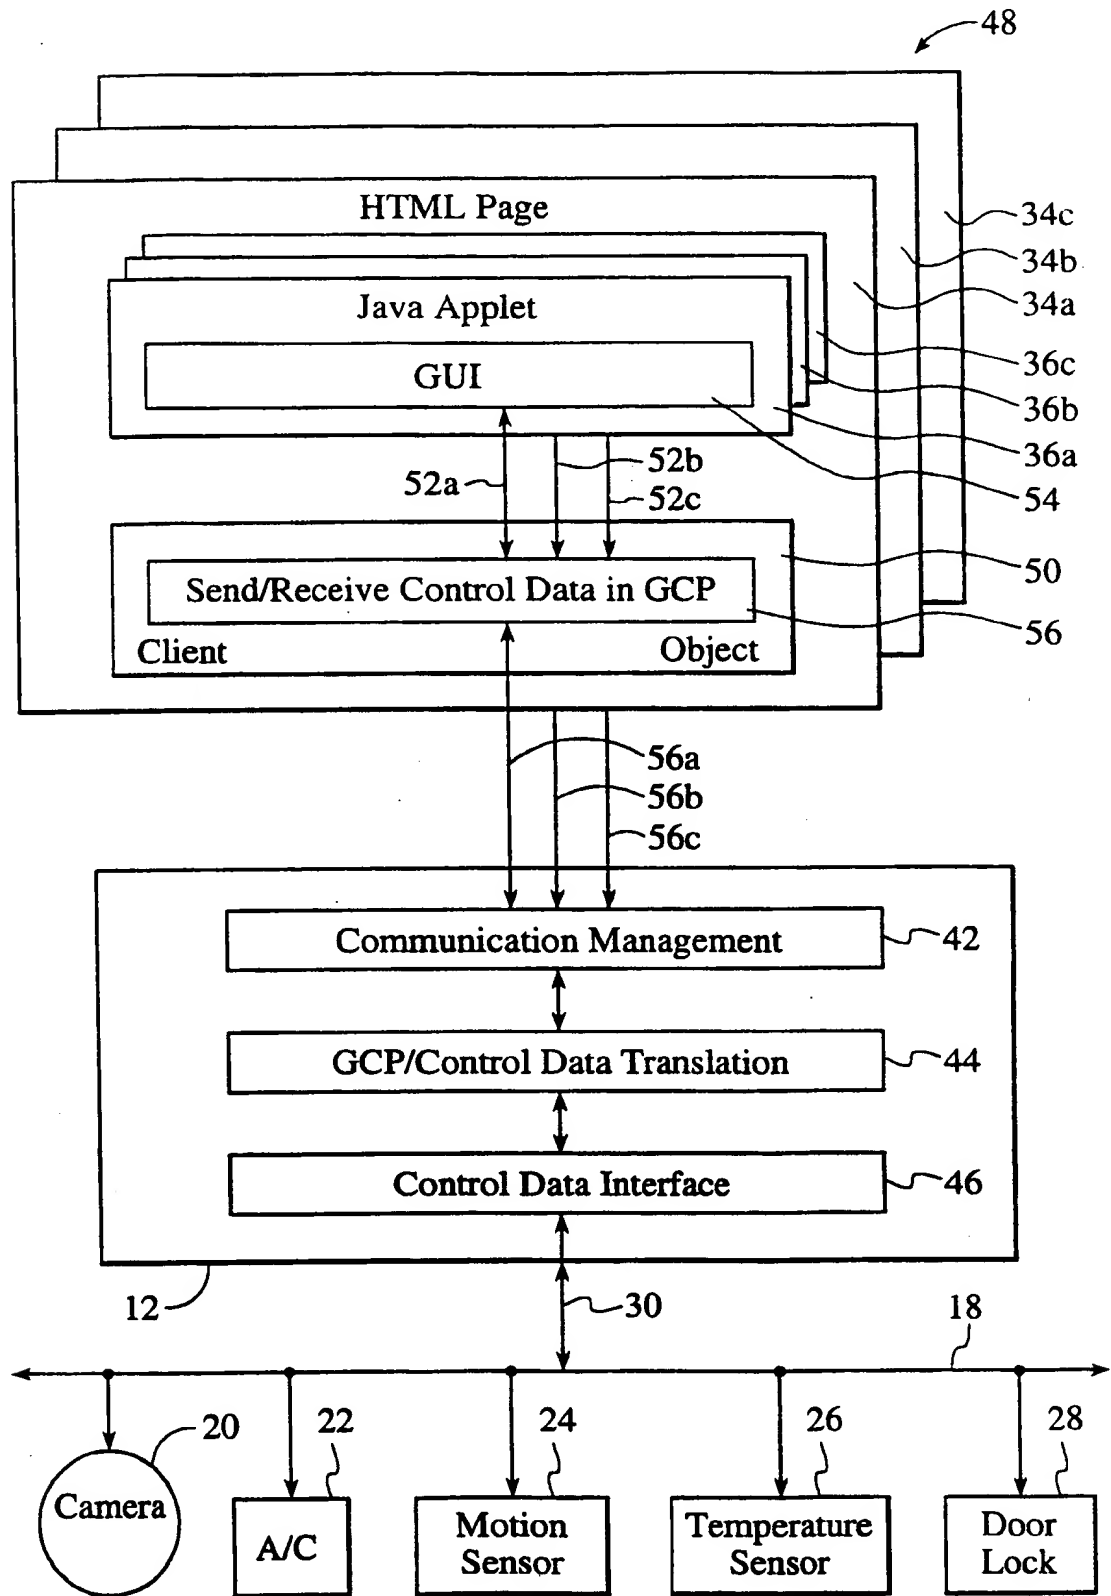 48
HTML Page
34c
34b
34a
Java Applet
36c
GUI
36b
36a
52b
52a
52c
54
50
Send/Receive Control Data in GCP
56
Client Object
56a
56b
56c
Communication Management
42
GCP/Control Data Translation
44
Control Data Interface
46
12
30
18
20
22
24
26
28
Camera
A/C
Motion
Sensor
Temperature
Sensor
Door
Lock